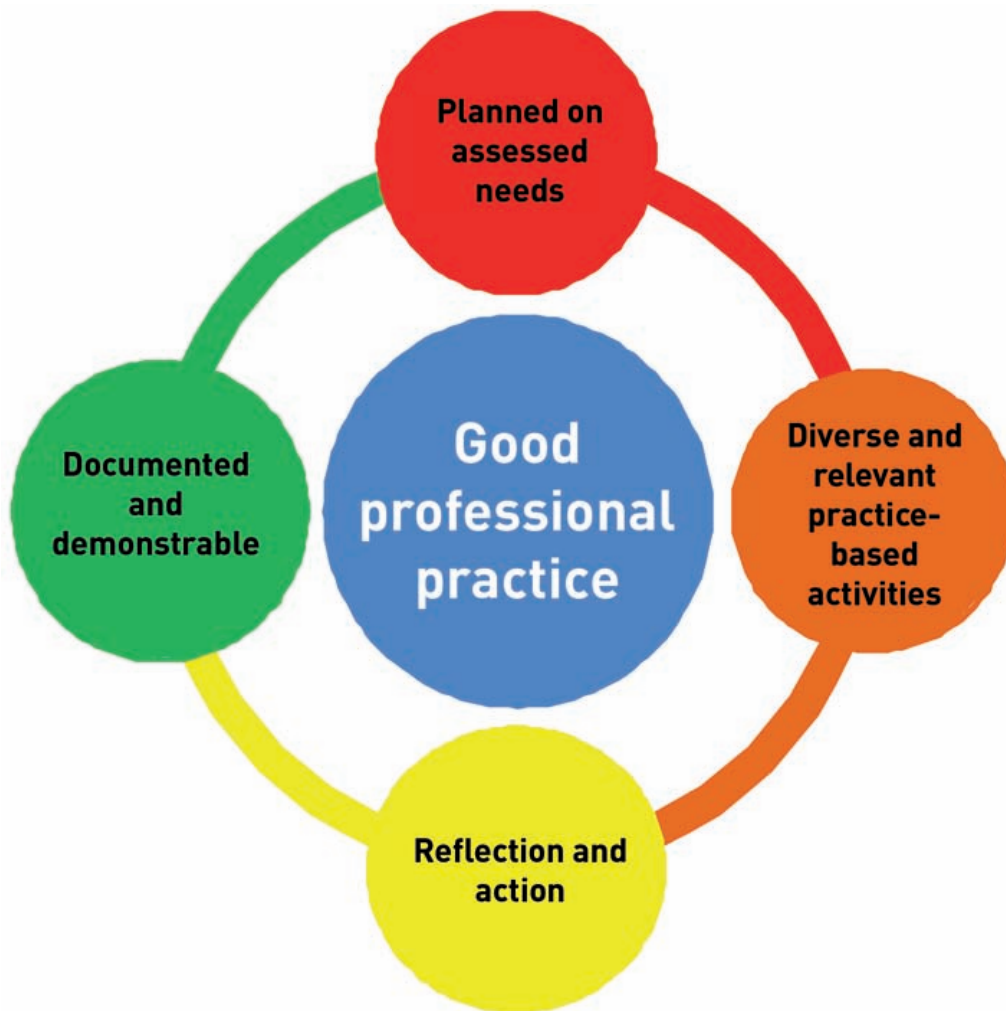 Planned on
assessed
needs
Good
professional
practice
Diverse and
relevant
practice-
based
activities
Documented
and
demonstrable
Reflection and
action